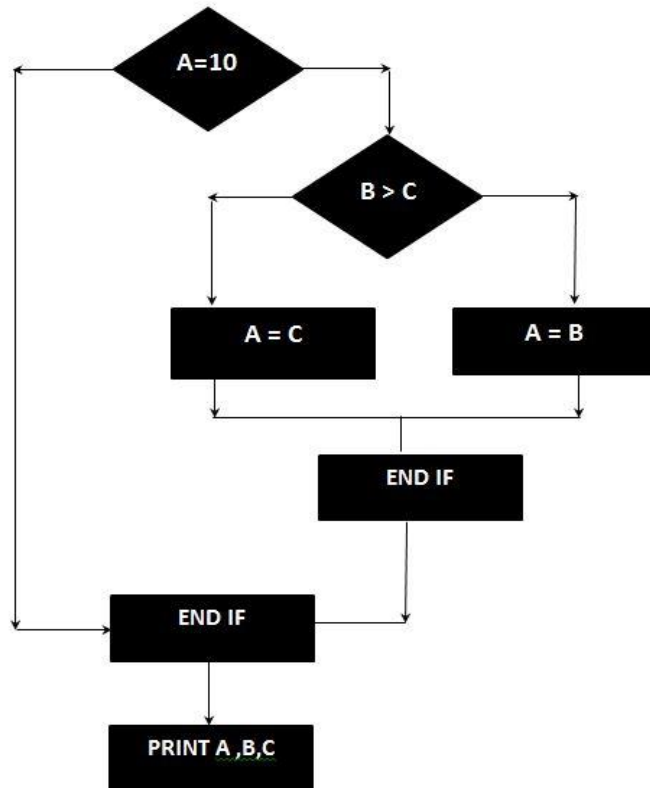 A=10
B > C
A = C
A = B
END IF
END IF
PRINT A ,B,C